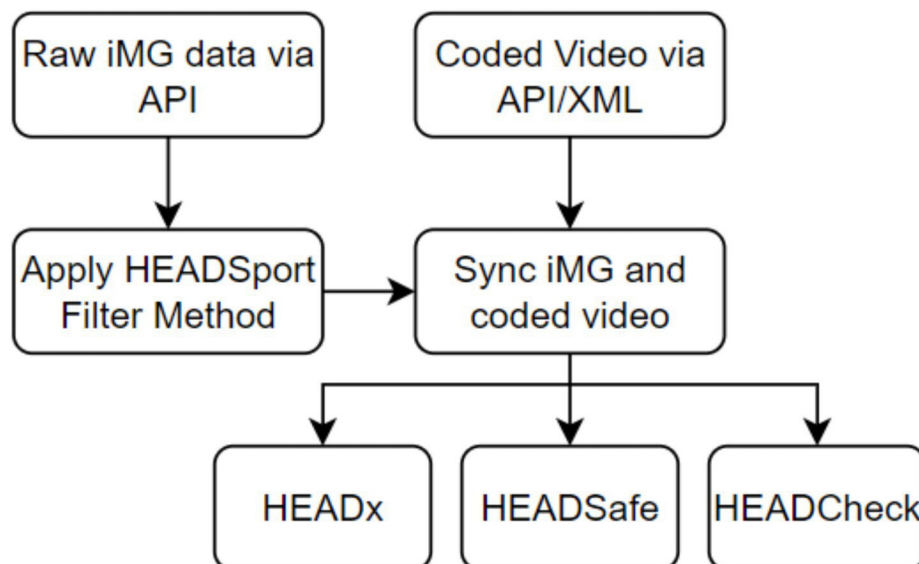 Raw iMG data via
API
Coded Video via
API/XML
Apply HEADSport
Filter Method
Sync iMG and
coded video
HEADx
HEADSafe
HEADCheck